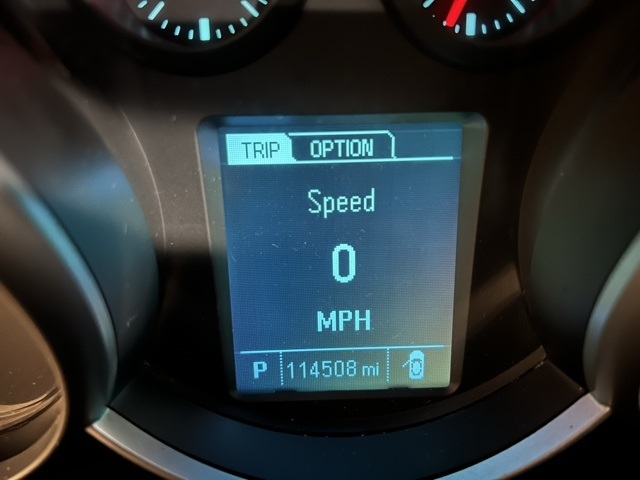 TRIP OPTION
Speed
0
MPH
P 114508 mi